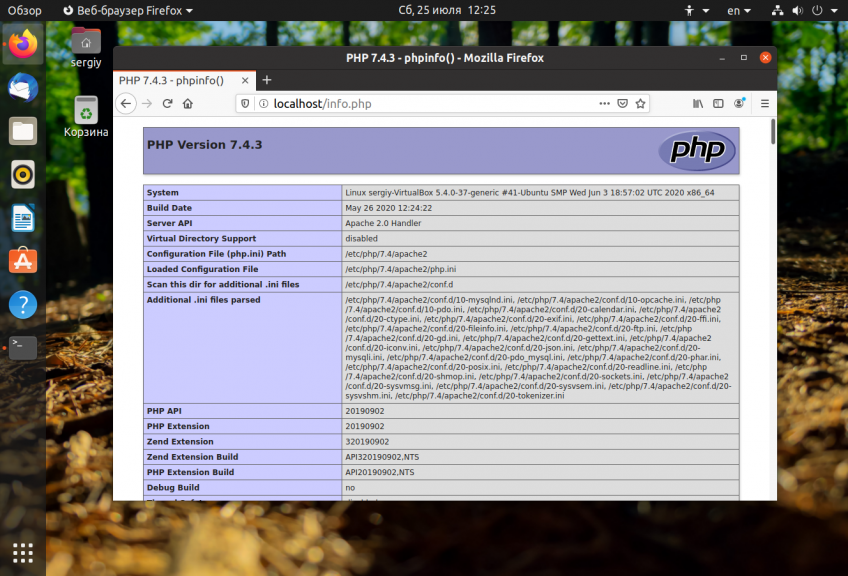 Обзор
Веб-браузер Firefox
Сб, 25 июля 12:25
en
sergiy
Корзина
PHP 7.4.3 - phpinfo() - Mozilla Firefox
PHP 7.4.3 - phpinfo()
localhost/info.php
PHP Version 7.4.3
php
System Linux sergiy-VirtualBox 5.4.0-37-generic #41-Ubuntu SMP Wed Jun 3 18:57:02 UTC 2020 x86_64
Build Date May 26 2020 12:24:22
Server API Apache 2.0 Handler
Virtual Directory Support disabled
Configuration File (php.ini) Path /etc/php/7.4/apache2
Loaded Configuration File /etc/php/7.4/apache2/php.ini
Scan this dir for additional .ini files /etc/php/7.4/apache2/conf.d
Additional .ini files parsed /etc/php/7.4/apache2/conf.d/10-mysqlnd.ini, /etc/php/7.4/apache2/conf.d/10-opcache.ini, /etc/php
/7.4/apache2/conf.d/10-pdo.ini, /etc/php/7.4/apache2/conf.d/20-calendar.ini, /etc/php/7.4/apache2
/conf.d/20-ctype.ini, /etc/php/7.4/apache2/conf.d/20-exif.ini, /etc/php/7.4/apache2/conf.d/20-ffi.ini,
/etc/php/7.4/apache2/conf.d/20-fileinfo.ini, /etc/php/7.4/apache2/conf.d/20-ftp.ini, /etc/php
/7.4/apache2/conf.d/20-gd.ini, /etc/php/7.4/apache2/conf.d/20-gettext.ini, /etc/php/7.4/apache2
/conf.d/20-iconv.ini, /etc/php/7.4/apache2/conf.d/20-json.ini, /etc/php/7.4/apache2/conf.d/20-
mysqli.ini, /etc/php/7.4/apache2/conf.d/20-pdo_mysql.ini, /etc/php/7.4/apache2/conf.d/20-phar.ini,
/etc/php/7.4/apache2/conf.d/20-posix.ini, /etc/php/7.4/apache2/conf.d/20-readline.ini, /etc/php
/7.4/apache2/conf.d/20-shmop.ini, /etc/php/7.4/apache2/conf.d/20-sockets.ini, /etc/php/7.4/apache2
/conf.d/20-sysvmsg.ini, /etc/php/7.4/apache2/conf.d/20-sysvsem.ini, /etc/php/7.4/apache2/conf.d/20-
sysvshm.ini, /etc/php/7.4/apache2/conf.d/20-tokenizer.ini
PHP API 20190902
PHP Extension 20190902
Zend Extension 320190902
Zend Extension Build API320190902,NTS
PHP Extension Build API20190902,NTS
Debug Build no